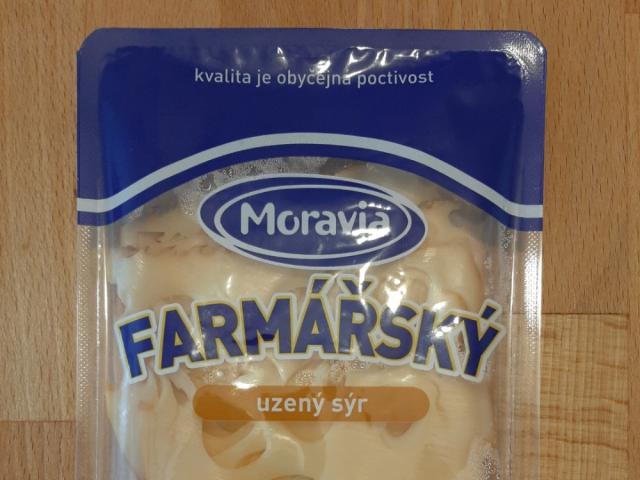 kvalita je obyčejná poctivost
Moravia
FARMÁŘSKÝ
uzený sýr